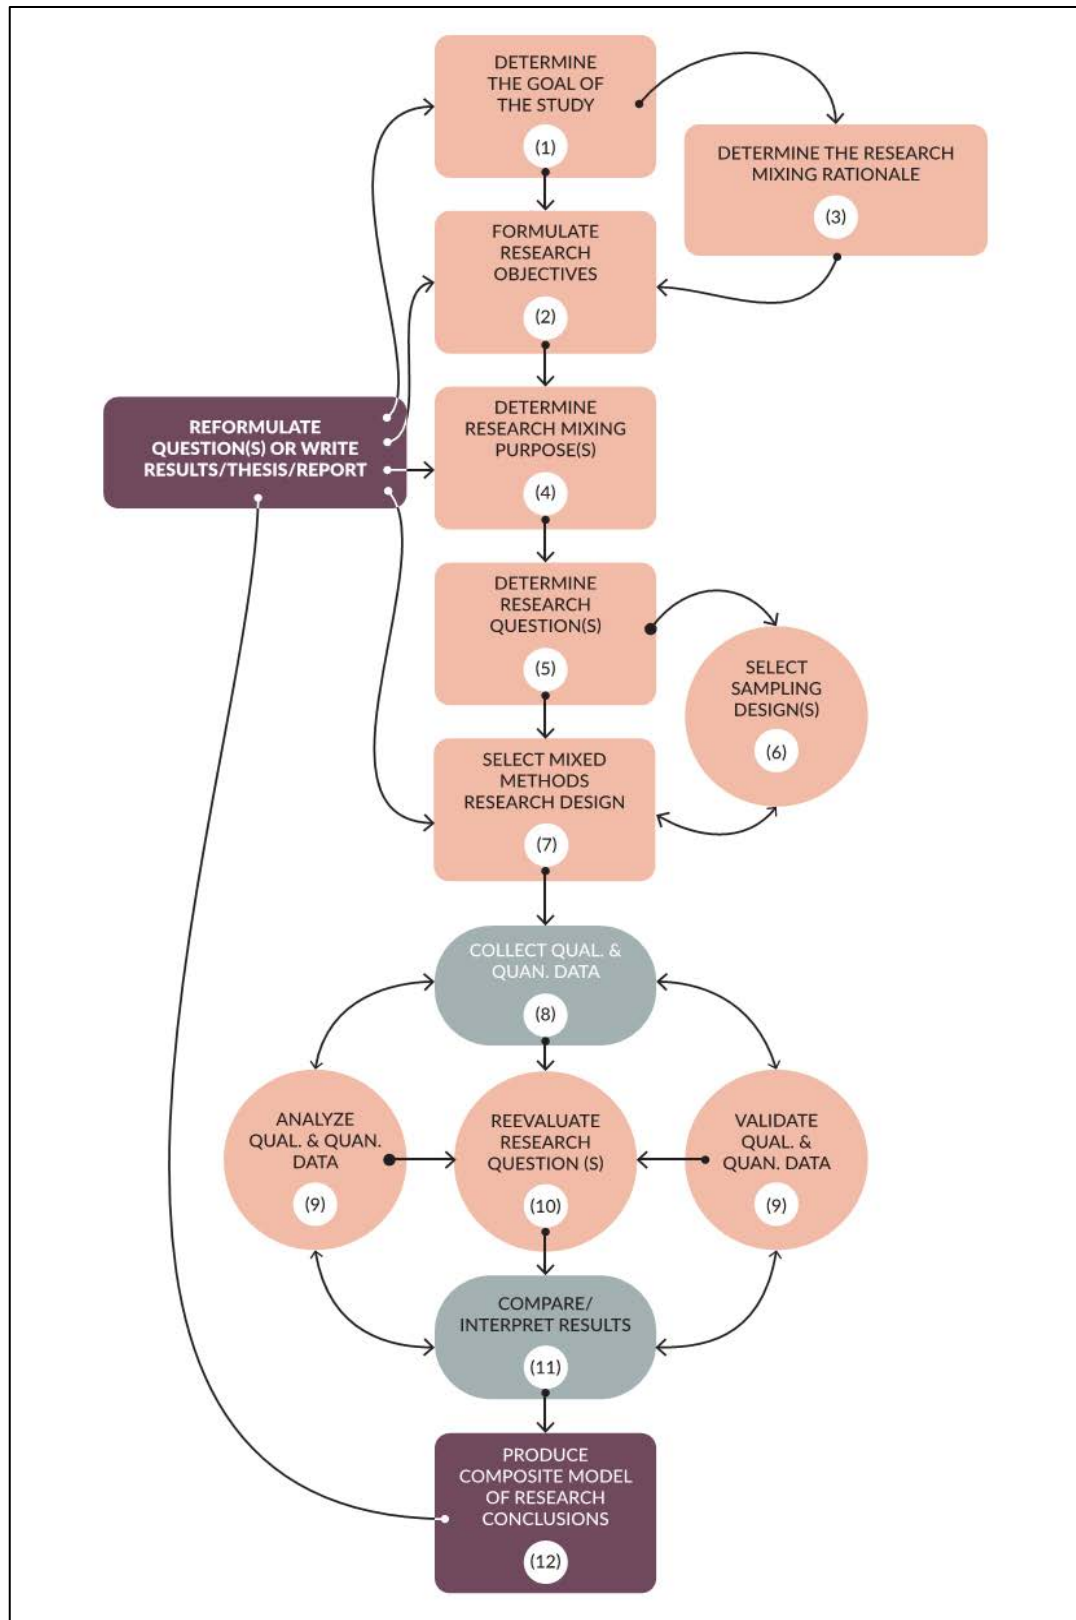 DETERMINE
THE GOAL OF
THE STUDY
(1)
DETERMINE THE RESEARCH
MIXING RATIONALE
(3)
FORMULATE
RESEARCH
OBJECTIVES
(2)
REFORMULATE
QUESTION(S) OR WRITE
RESULTS/THESIS/REPORT
DETERMINE
RESEARCH MIXING
PURPOSE(S)
(4)
DETERMINE
RESEARCH
QUESTION(S)
(5)
SELECT
SAMPLING
DESIGN(S)
(6)
SELECT MIXED
METHODS
RESEARCH DESIGN
(7)
COLLECT QUAL. &
QUAN. DATA
(8)
ANALYZE
QUAL. & QUAN.
DATA
(9)
REEVALUATE
RESEARCH
QUESTION (S)
(10)
VALIDATE
QUAL. &
QUAN. DATA
(9)
COMPARE/
INTERPRET RESULTS
(11)
PRODUCE
COMPOSITE MODEL
OF RESEARCH
CONCLUSIONS
(12)